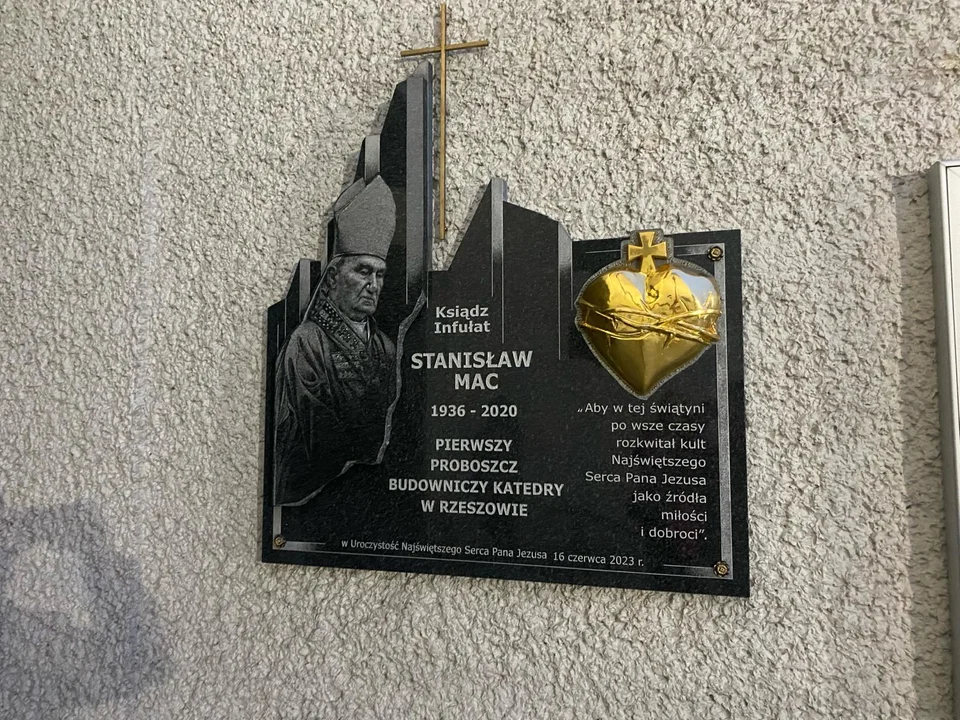 Ksiądz
Infułat
STANISŁAW
MAC
1936 - 2020
PIERWSZY
PROBOSZCZ
BUDOWNICZY KATEDRY
W RZESZOWIE
„Aby w tej świątyni
po wsze czasy
rozkwitał kult
Najświętszego
Serca Pana Jezusa
jako źródła
miłości
i dobroci”.
w Uroczystość Najświętszego Serca Pana Jezusa 16 czerwca 2023 r.